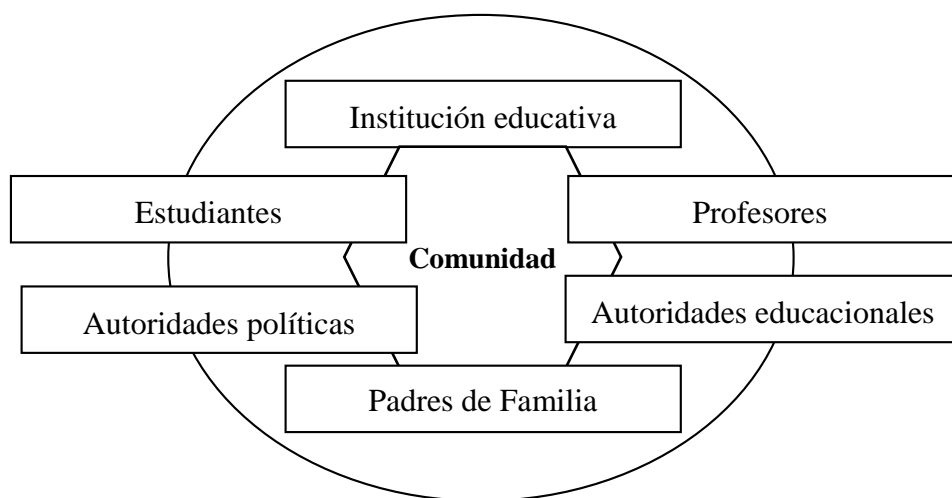 Institución educativa
Estudiantes
Profesores
Comunidad
Autoridades políticas
Autoridades educacionales
Padres de Familia